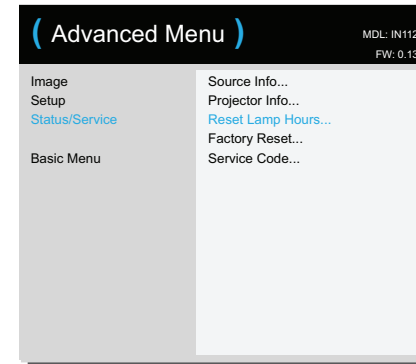 ( Advanced Menu )
MDL: IN112
FW: 0.13
Image
Setup
Status/Service
Basic Menu
Source Info...
Projector Info...
Reset Lamp Hours...
Factory Reset...
Service Code...